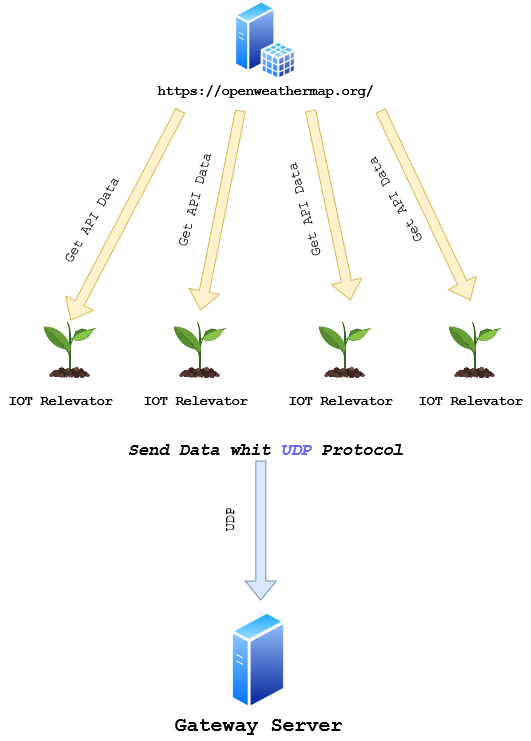 https://openweathermap.org/
Get API Data
Get API Data
Get API Data
Get API Data
IOT Relevator
IOT Relevator
IOT Relevator
IOT Relevator
Send Data whit UDP Protocol
UDP
Gateway Server